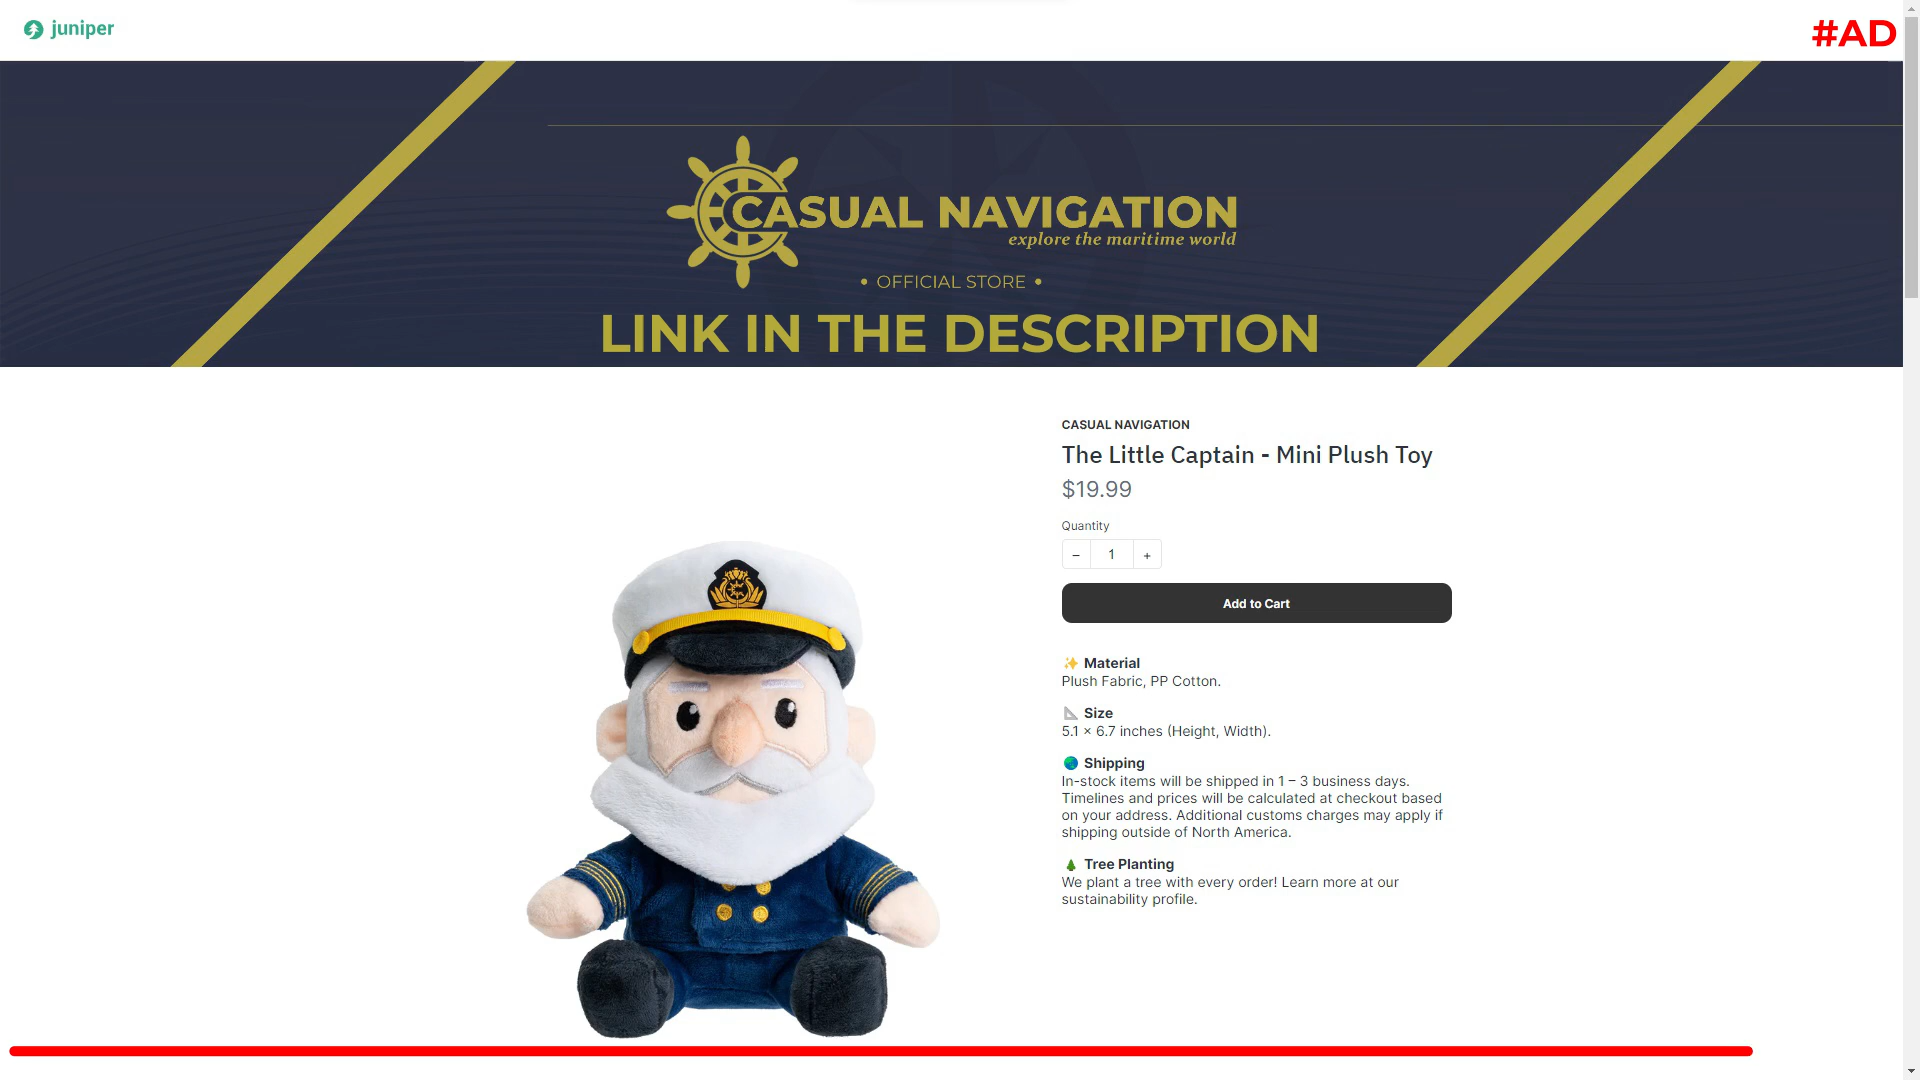 juniper
#AD
CASUAL NAVIGATION
explore the maritime world
• OFFICIAL STORE •
LINK IN THE DESCRIPTION
CASUAL NAVIGATION
The Little Captain - Mini Plush Toy
$19.99
Quantity
− 1 +
Add to Cart
✨ Material
Plush Fabric, PP Cotton.
📐 Size
5.1 × 6.7 inches (Height, Width).
🌏 Shipping
In-stock items will be shipped in 1 – 3 business days.
Timelines and prices will be calculated at checkout based
on your address. Additional customs charges may apply if
shipping outside of North America.
🌲 Tree Planting
We plant a tree with every order! Learn more at our
sustainability profile.